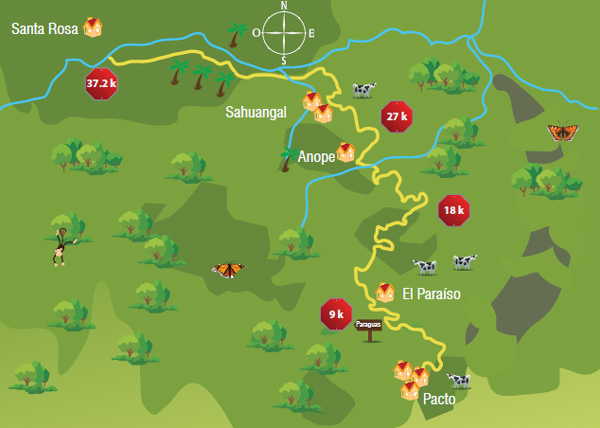 N
Santa Rosa
O
E
S
37.2 k
Sahuangal
27 k
Anope
18 k
El Paraíso
9 k
Paraguas
Pacto